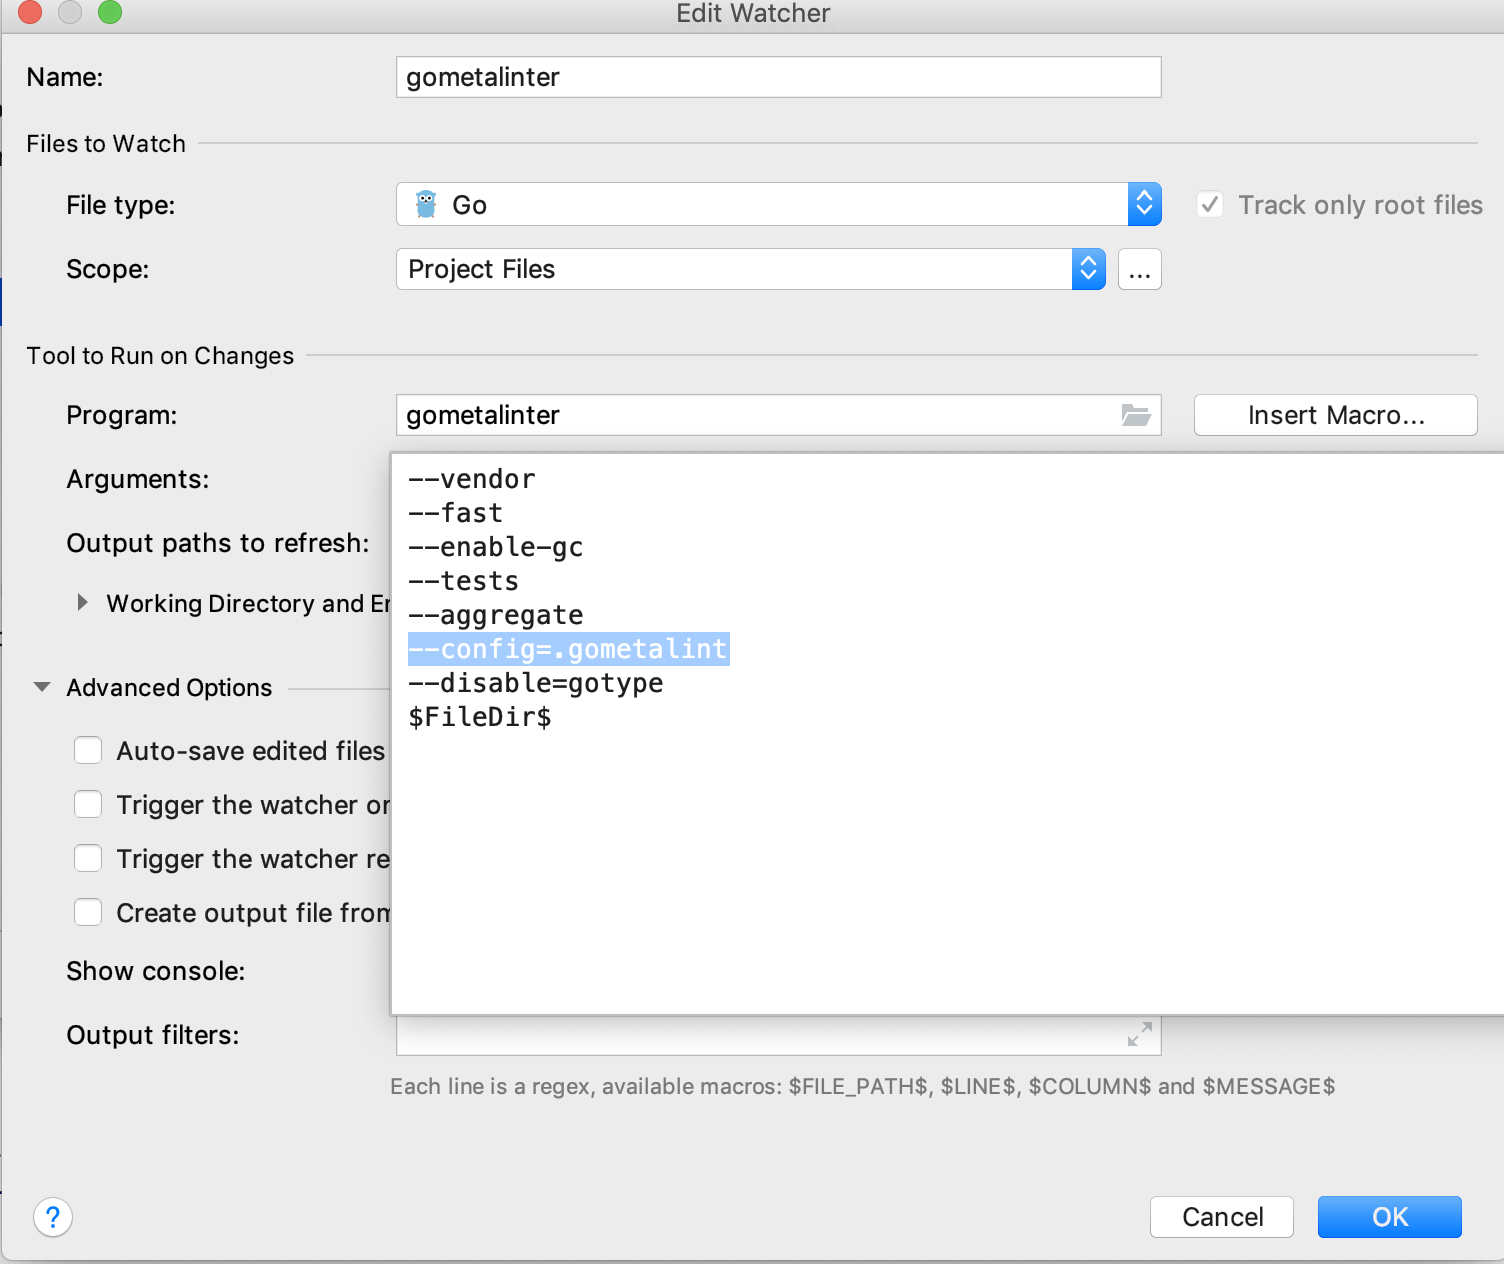 Edit Watcher
Name: gometalinter
Files to Watch
File type: Go Track only root files
Scope: Project Files ...
Tool to Run on Changes
Program: gometalinter Insert Macro...
Arguments:
--vendor
--fast
--enable-gc
--tests
--aggregate
--config=.gometalint
--disable=gotype
$FileDir$
Output paths to refresh:
Working Directory and Er
Advanced Options
Auto-save edited files
Trigger the watcher or
Trigger the watcher re
Create output file from
Show console:
Output filters:
Each line is a regex, available macros: $FILE_PATH$, $LINE$, $COLUMN$ and $MESSAGE$
? Cancel OK